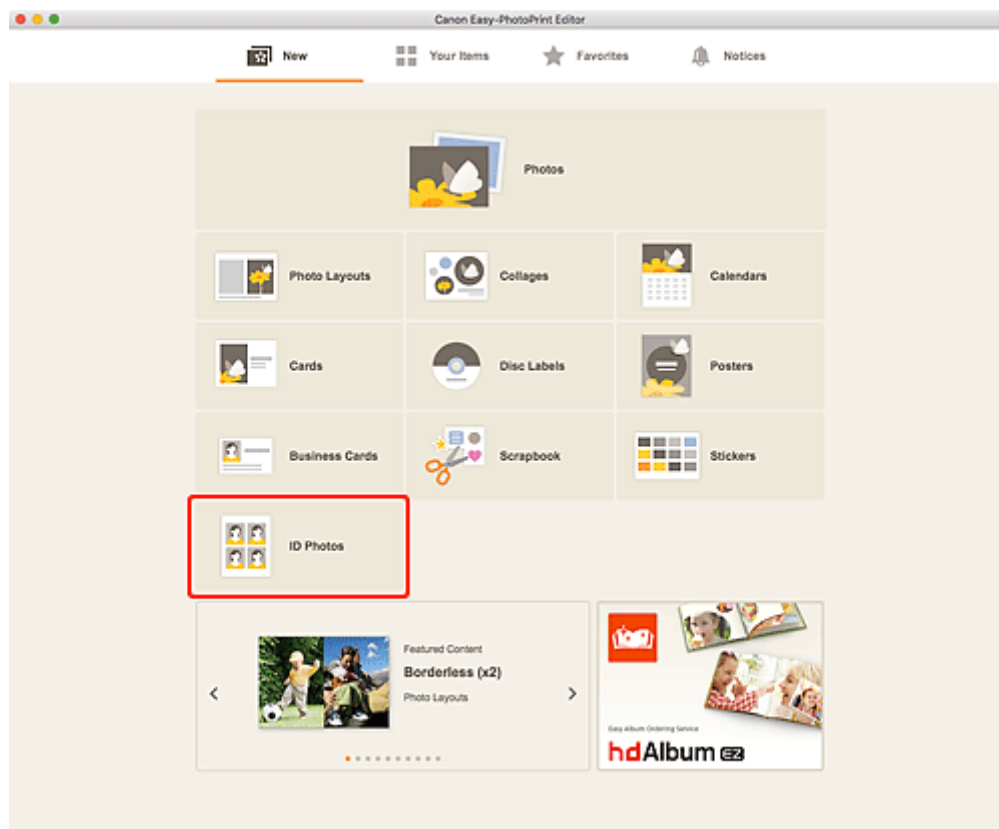 Canon Easy-PhotoPrint Editor
New
Your Items
Favorites
Notices
Photos
Photo Layouts
Collages
Calendars
Cards
Disc Labels
Posters
Business Cards
Scrapbook
Stickers
ID Photos
Featured Content
Borderless (x2)
Photo Layouts
Easy Album Ordering Service
hdAlbum EZ